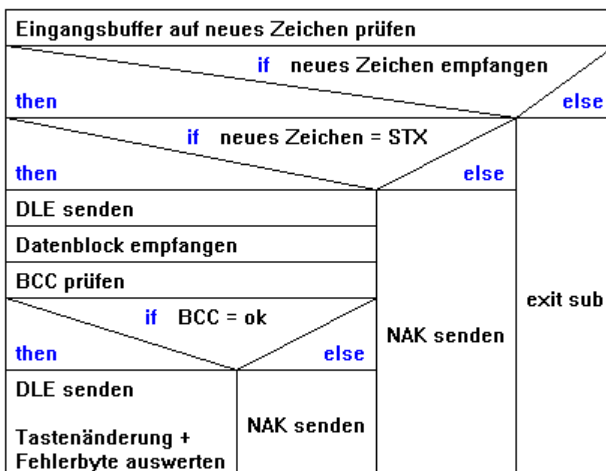 Eingangsbuffer auf neues Zeichen prüfen
if neues Zeichen empfangen
then else
if neues Zeichen = STX
then else
DLE senden
Datenblock empfangen
BCC prüfen
if BCC = ok
then else
DLE senden
Tastenänderung +
Fehlerbyte auswerten
NAK senden
NAK senden
exit sub